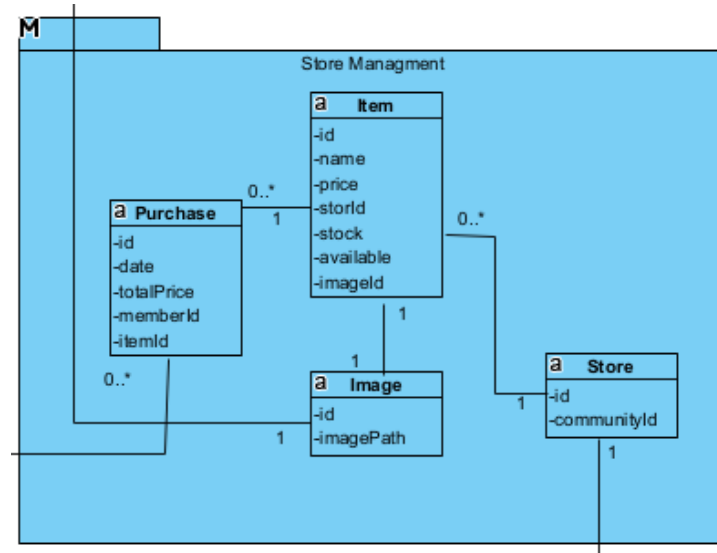 M
Store Managment
a Item
-id
-name
-price
-storId
-stock
-available
-imageId
0..*
1
a Purchase
-id
-date
-totalPrice
-memberId
-itemId
0..*
0..*
1
1
1
a Image
-id
-imagePath
1
a Store
-id
-communityId
1